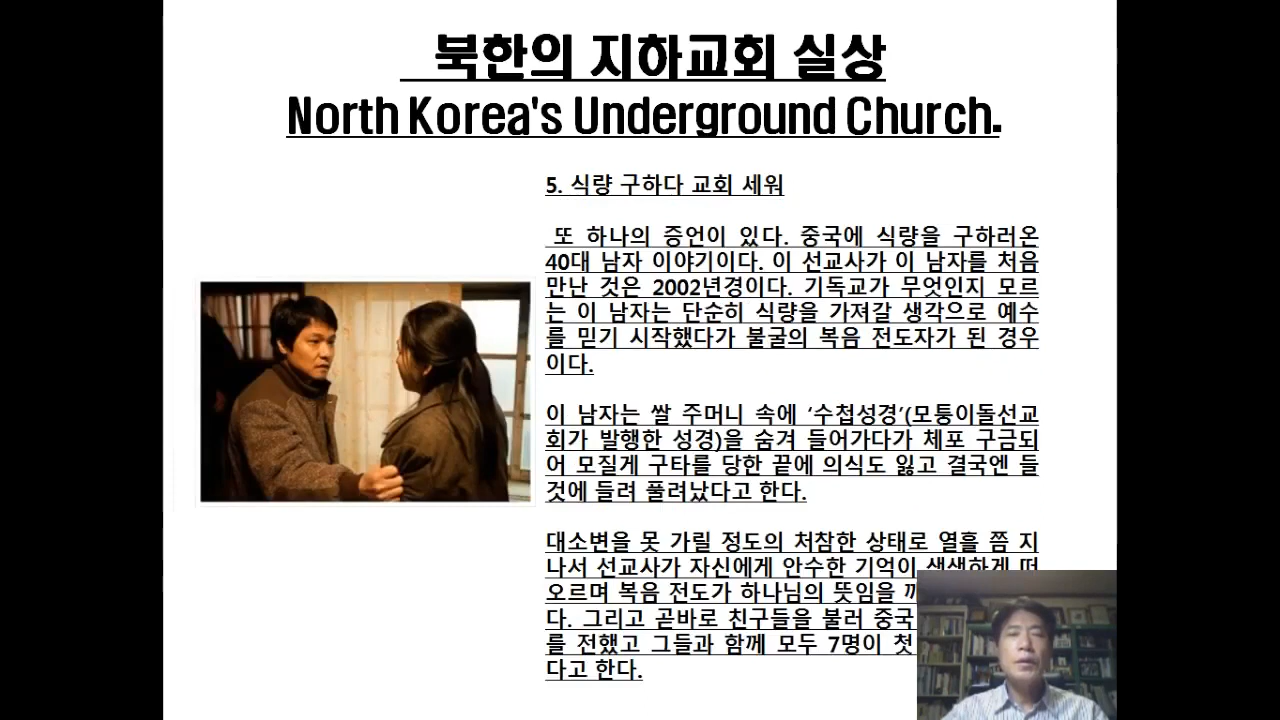 북한의 지하교회 실상
North Korea's Underground Church.
5. 식량 구하다 교회 세워
또 하나의 증언이 있다. 중국에 식량을 구하러온
40대 남자 이야기이다. 이 선교사가 이 남자를 처음
만난 것은 2002년경이다. 기독교가 무엇인지 모르
는 이 남자는 단순히 식량을 가져갈 생각으로 예수
를 믿기 시작했다가 불굴의 복음 전도자가 된 경우
이다.
이 남자는 쌀 주머니 속에 ‘수첩성경’(모퉁이돌선교
회가 발행한 성경)을 숨겨 들어가다가 체포 구금되
어 모질게 구타를 당한 끝에 의식도 잃고 결국엔 들
것에 들려 풀려났다고 한다.
대소변을 못 가릴 정도의 처참한 상태로 열흘 쯤 지
나서 선교사가 자신에게 안수한 기억이 생생하게 떠
오르며 복음 전도가 하나님의 뜻임을
다. 그리고 곧바로 친구들을 불러 중국
를 전했고 그들과 함께 모두 7명이 첫
다고 한다.